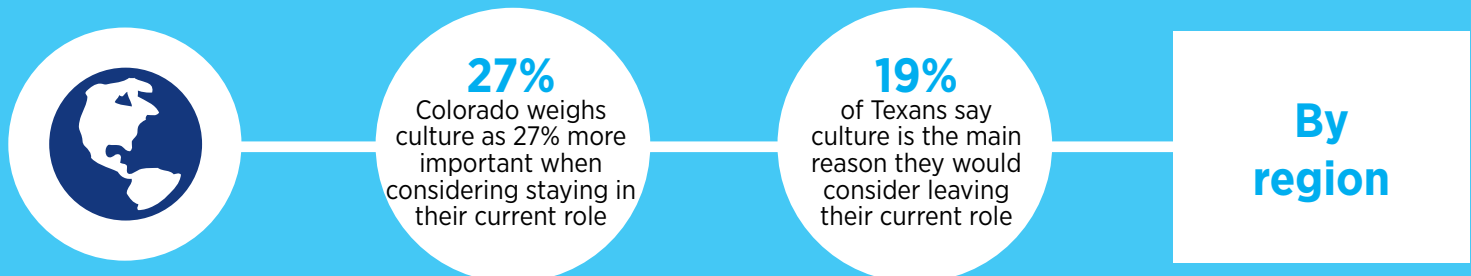 27%
Colorado weighs
culture as 27% more
important when
considering staying in
their current role
19%
of Texans say
culture is the main
reason they would
consider leaving
their current role
By
region